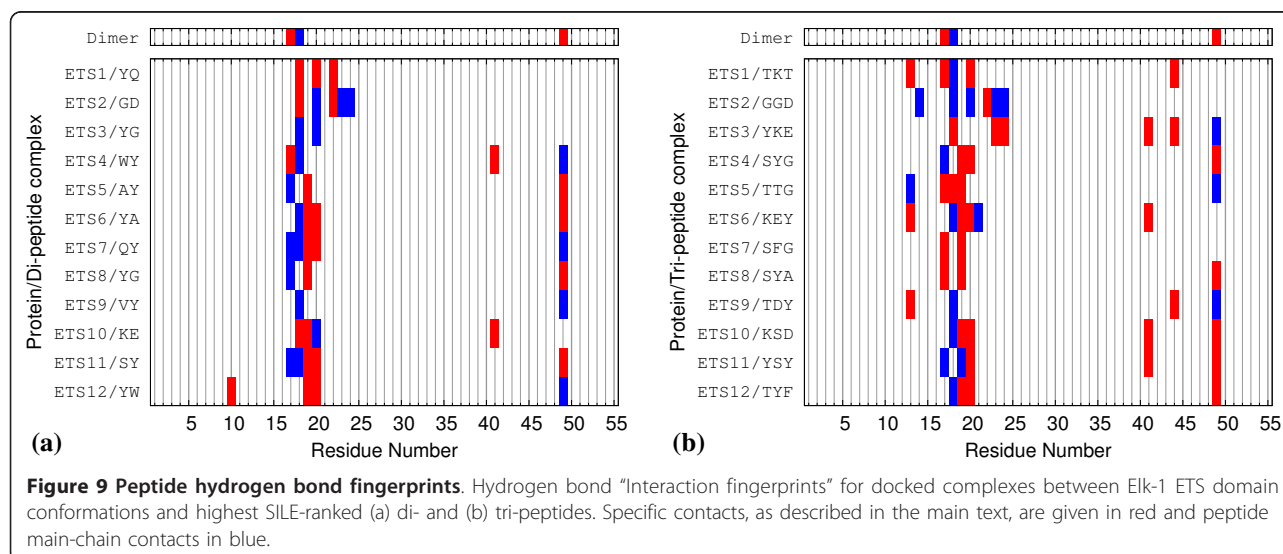 Dimer
ETS1/YQ
ETS2/GD
ETS3/YG
ETS4/WY
ETS5/AY
ETS6/YA
ETS7/QY
ETS8/YG
ETS9/VY
ETS10/KE
ETS11/SY
ETS12/YW
Protein/Di-peptide complex
5 10 15 20 25 30 35 40 45 50 55
Residue Number
(a)
Dimer
ETS1/TKT
ETS2/GGD
ETS3/YKE
ETS4/SYG
ETS5/TTG
ETS6/KEY
ETS7/SFG
ETS8/SYA
ETS9/TDY
ETS10/KSD
ETS11/YSY
ETS12/TYF
Protein/Tri-peptide complex
5 10 15 20 25 30 35 40 45 50 55
Residue Number
(b)
Figure 9 Peptide hydrogen bond fingerprints. Hydrogen bond “Interaction fingerprints” for docked complexes between Elk-1 ETS domain
conformations and highest SILE-ranked (a) di- and (b) tri-peptides. Specific contacts, as described in the main text, are given in red and peptide
main-chain contacts in blue.